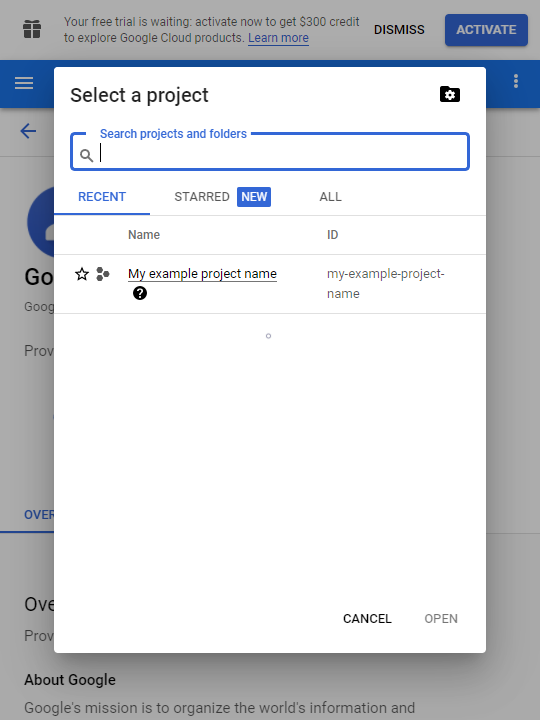 Your free trial is waiting: activate now to get $300 credit
to explore Google Cloud products. Learn more
DISMISS
ACTIVATE
Select a project
Search projects and folders
RECENT
STARRED NEW
ALL
Name
ID
My example project name
my-example-project-
name
Go
Goog
Prov
OVER
CANCEL
OPEN
Ove
Prov
About Google
Google's mission is to organize the world's information and